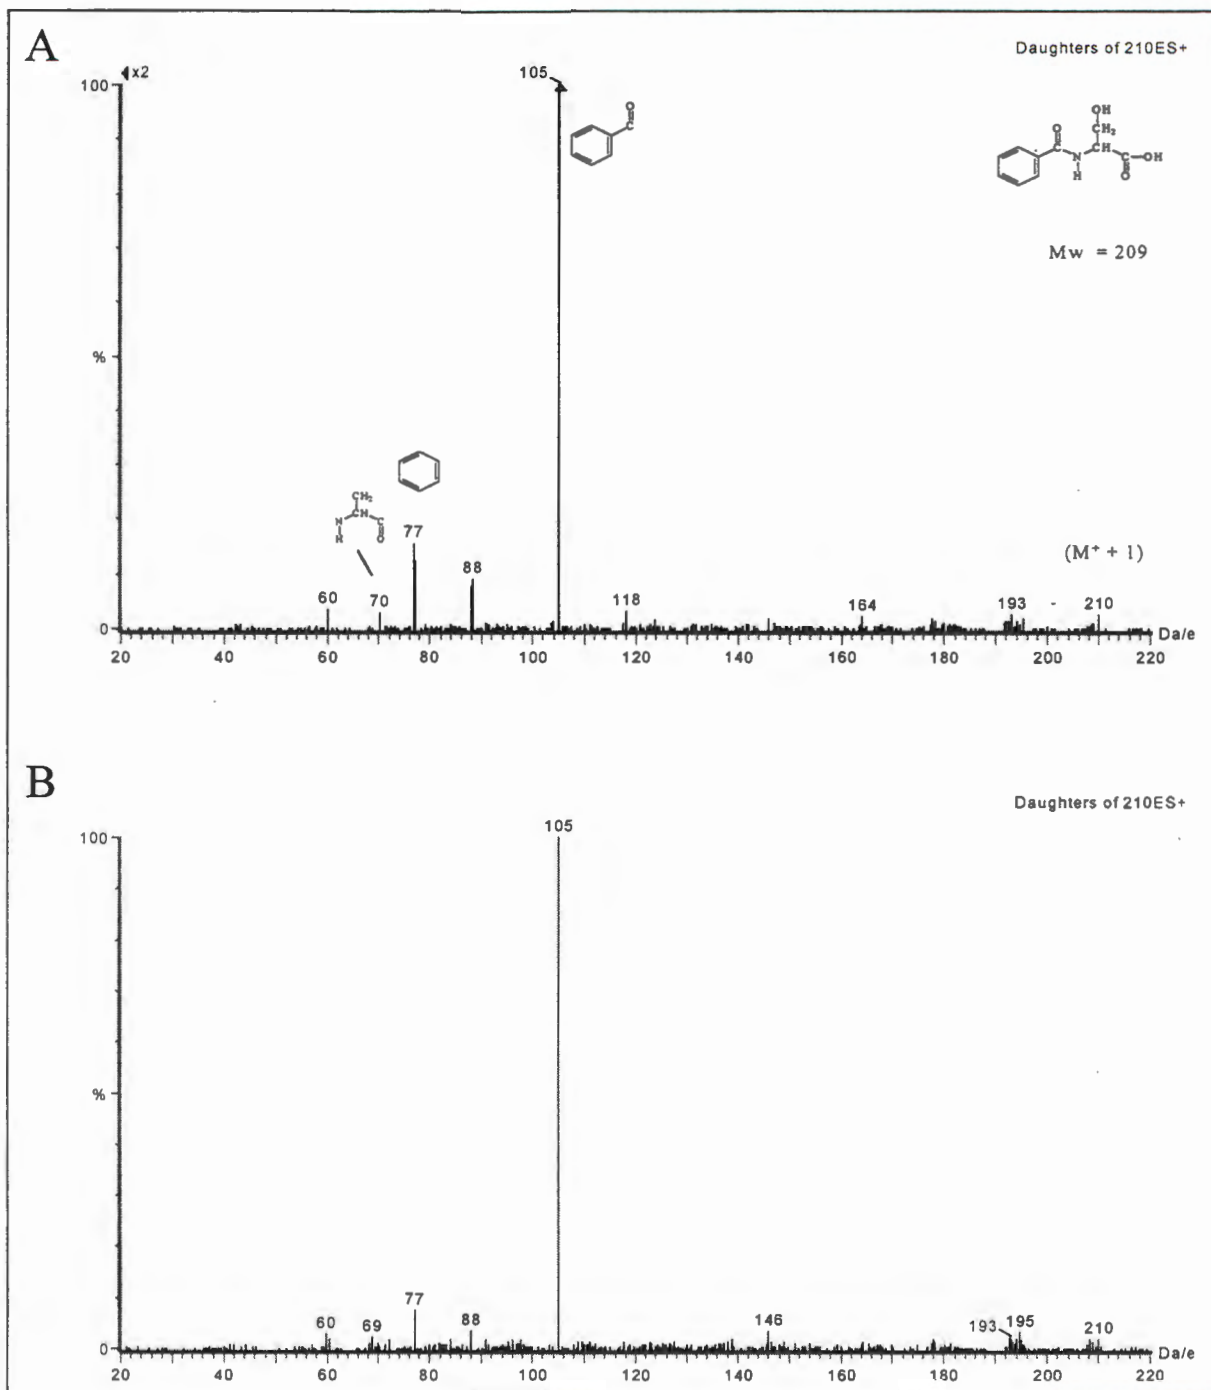 A
Daughters of 210ES+
x2
100
105
O
C
OH
CH₂
O
C
N
H
CH
C
OH
O
Mw = 209
%
CH₂
N
H
CH
C
O
77
(M⁺ + 1)
60
70
88
118
164
193
210
0
Da/e
20 40 60 80 100 120 140 160 180 200 220
B
Daughters of 210ES+
100
105
%
60
69
77
88
146
193
195
210
0
Da/e
20 40 60 80 100 120 140 160 180 200 220